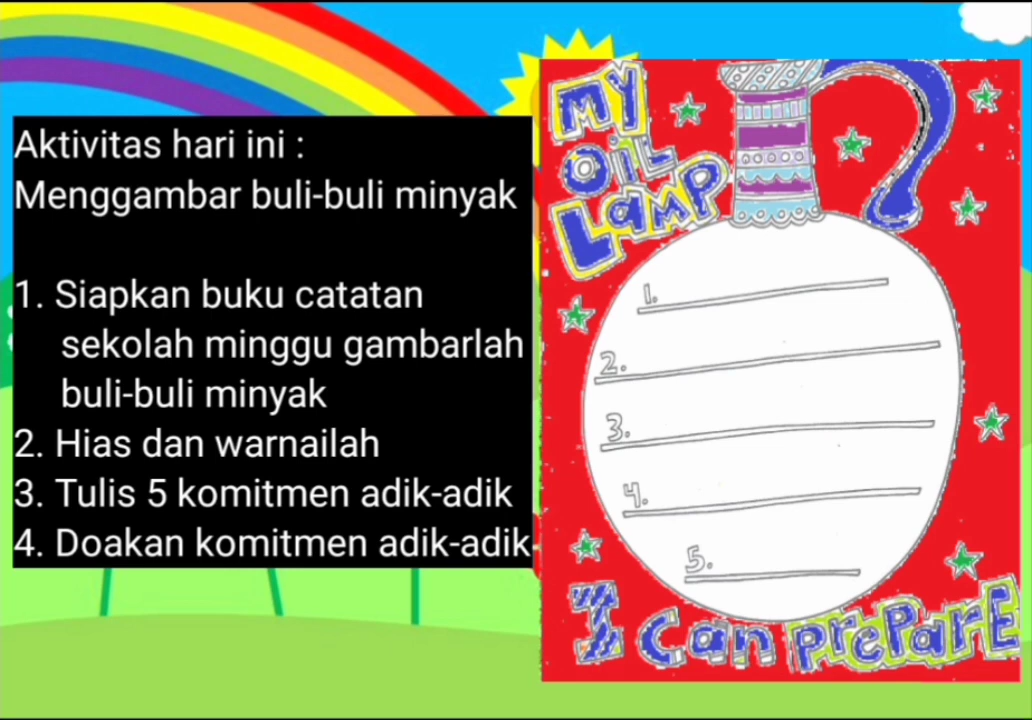 Aktivitas hari ini :
Menggambar buli-buli minyak
1. Siapkan buku catatan
sekolah minggu gambarlah
buli-buli minyak
2. Hias dan warnailah
3. Tulis 5 komitmen adik-adik
4. Doakan komitmen adik-adik
MY
OiL
LaMP
1.
2.
3.
4.
5.
I Can prePareE